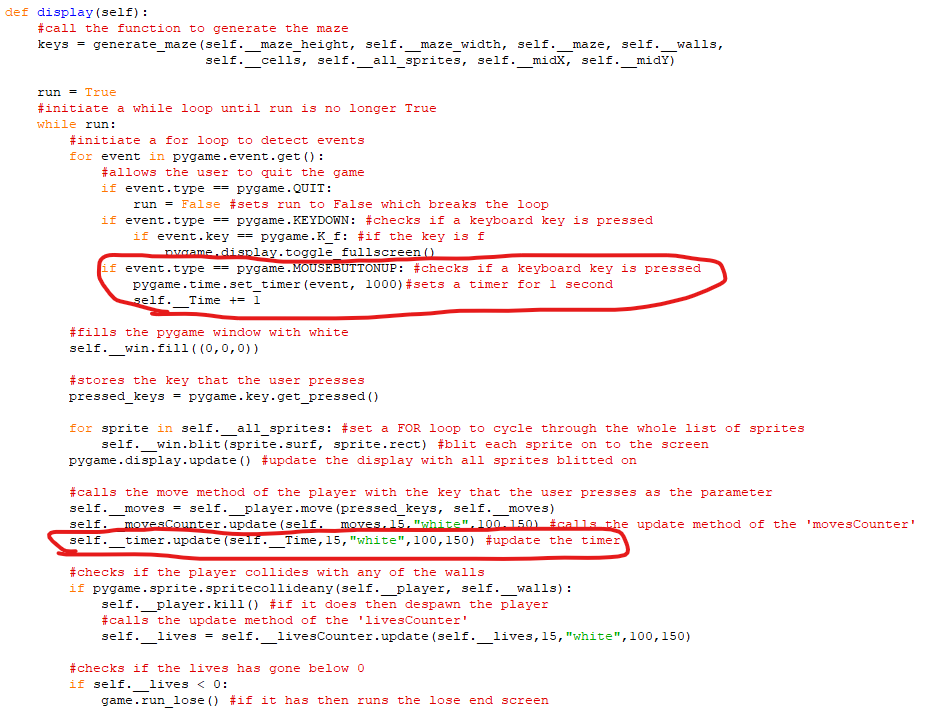 def display(self):
    #call the function to generate the maze
    keys = generate_maze(self.__maze_height, self.__maze_width, self.__maze, self.__walls,
                         self.__cells, self.__all_sprites, self.__midX, self.__midY)

    run = True
    #initiate a while loop until run is no longer True
    while run:
        #initiate a for loop to detect events
        for event in pygame.event.get():
            #allows the user to quit the game
            if event.type == pygame.QUIT:
                run = False #sets run to False which breaks the loop
            if event.type == pygame.KEYDOWN: #checks if a keyboard key is pressed
                if event.key == pygame.K_f: #if the key is f
                    pygame.display.toggle_fullscreen()
            if event.type == pygame.MOUSEBUTTONUP: #checks if a keyboard key is pressed
                pygame.time.set_timer(event, 1000)#sets a timer for 1 second
                self.__Time += 1

        #fills the pygame window with white
        self.__win.fill((0,0,0))

        #stores the key that the user presses
        pressed_keys = pygame.key.get_pressed()

        for sprite in self.__all_sprites: #set a FOR loop to cycle through the whole list of sprites
            self.__win.blit(sprite.surf, sprite.rect) #blit each sprite on to the screen
        pygame.display.update() #update the display with all sprites blitted on

        #calls the move method of the player with the key that the user presses as the parameter
        self.__moves = self.__player.move(pressed_keys, self.__moves)
        self.__movesCounter.update(self.__moves,15,"white",100,150) #calls the update method of the 'movesCounter'
        self.__timer.update(self.__Time,15,"white",100,150) #update the timer

        #checks if the player collides with any of the walls
        if pygame.sprite.spritecollideany(self.__player, self.__walls):
            self.__player.kill() #if it does then despawn the player
            #calls the update method of the 'livesCounter'
            self.__lives = self.__livesCounter.update(self.__lives,15,"white",100,150)

        #checks if the lives has gone below 0
        if self.__lives < 0:
            game.run_lose() #if it has then runs the lose end screen